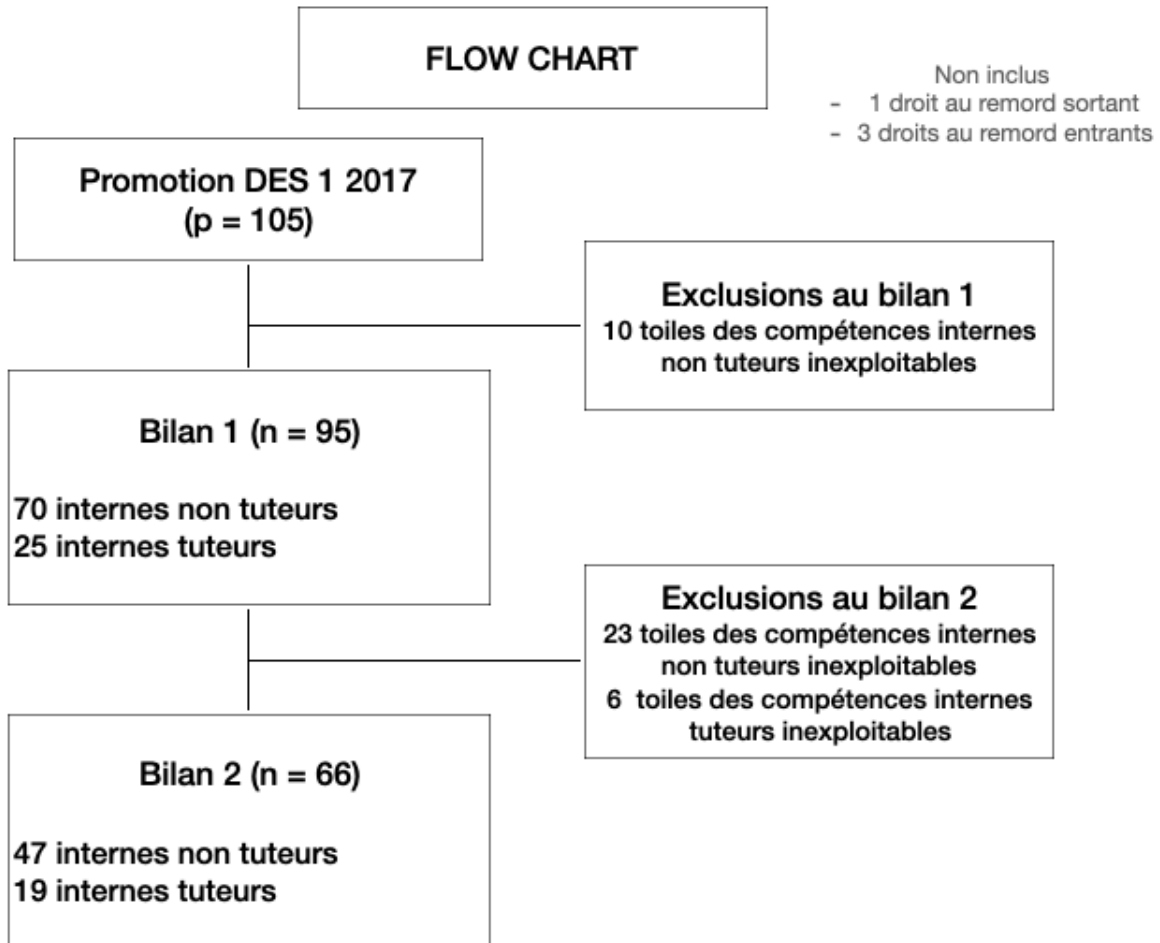 FLOW CHART
Non inclus
- 1 droit au remord sortant
- 3 droits au remord entrants
Promotion DES 1 2017
(p = 105)
Exclusions au bilan 1
10 toiles des compétences internes
non tuteurs inexploitables
Bilan 1 (n = 95)
70 internes non tuteurs
25 internes tuteurs
Exclusions au bilan 2
23 toiles des compétences internes
non tuteurs inexploitables
6 toiles des compétences internes
tuteurs inexploitables
Bilan 2 (n = 66)
47 internes non tuteurs
19 internes tuteurs